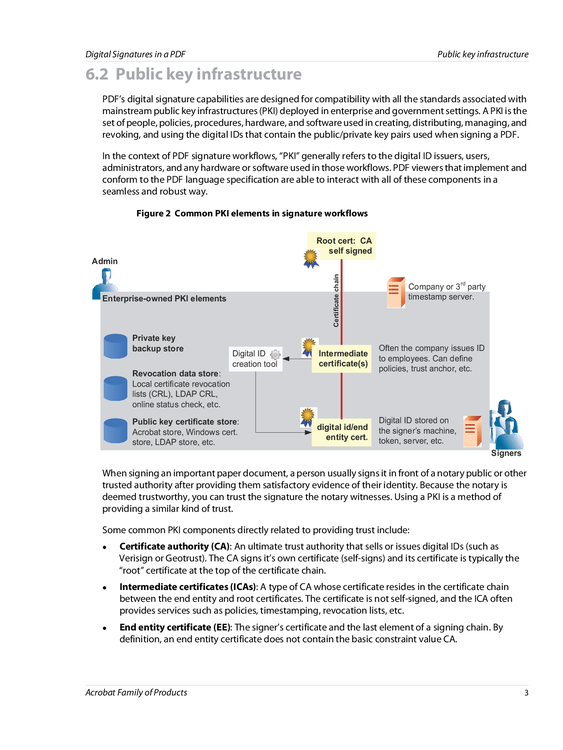 Digital Signatures in a PDF
Public key infrastructure
6.2 Public key infrastructure
PDF’s digital signature capabilities are designed for compatibility with all the standards associated with
mainstream public key infrastructures (PKI) deployed in enterprise and government settings. A PKI is the
set of people, policies, procedures, hardware, and software used in creating, distributing, managing, and
revoking, and using the digital IDs that contain the public/private key pairs used when signing a PDF.
In the context of PDF signature workflows, “PKI” generally refers to the digital ID issuers, users,
administrators, and any hardware or software used in those workflows. PDF viewers that implement and
conform to the PDF language specification are able to interact with all of these components in a
seamless and robust way.
Figure 2 Common PKI elements in signature workflows
Root cert: CA
self signed
Admin
Certificate chain
Company or 3rd party
timestamp server.
Enterprise-owned PKI elements
Private key
backup store
Digital ID
creation tool
Intermediate
certificate(s)
Often the company issues ID
to employees. Can define
policies, trust anchor, etc.
Revocation data store:
Local certificate revocation
lists (CRL), LDAP CRL,
online status check, etc.
Public key certificate store:
Acrobat store, Windows cert.
store, LDAP store, etc.
digital id/end
entity cert.
Digital ID stored on
the signer’s machine,
token, server, etc.
Signers
When signing an important paper document, a person usually signs it in front of a notary public or other
trusted authority after providing them satisfactory evidence of their identity. Because the notary is
deemed trustworthy, you can trust the signature the notary witnesses. Using a PKI is a method of
providing a similar kind of trust.
Some common PKI components directly related to providing trust include:
● Certificate authority (CA): An ultimate trust authority that sells or issues digital IDs (such as
Verisign or Geotrust). The CA signs it’s own certificate (self-signs) and its certificate is typically the
“root” certificate at the top of the certificate chain.
● Intermediate certificates (ICAs): A type of CA whose certificate resides in the certificate chain
between the end entity and root certificates. The certificate is not self-signed, and the ICA often
provides services such as policies, timestamping, revocation lists, etc.
● End entity certificate (EE): The signer’s certificate and the last element of a signing chain. By
definition, an end entity certificate does not contain the basic constraint value CA.
Acrobat Family of Products
3